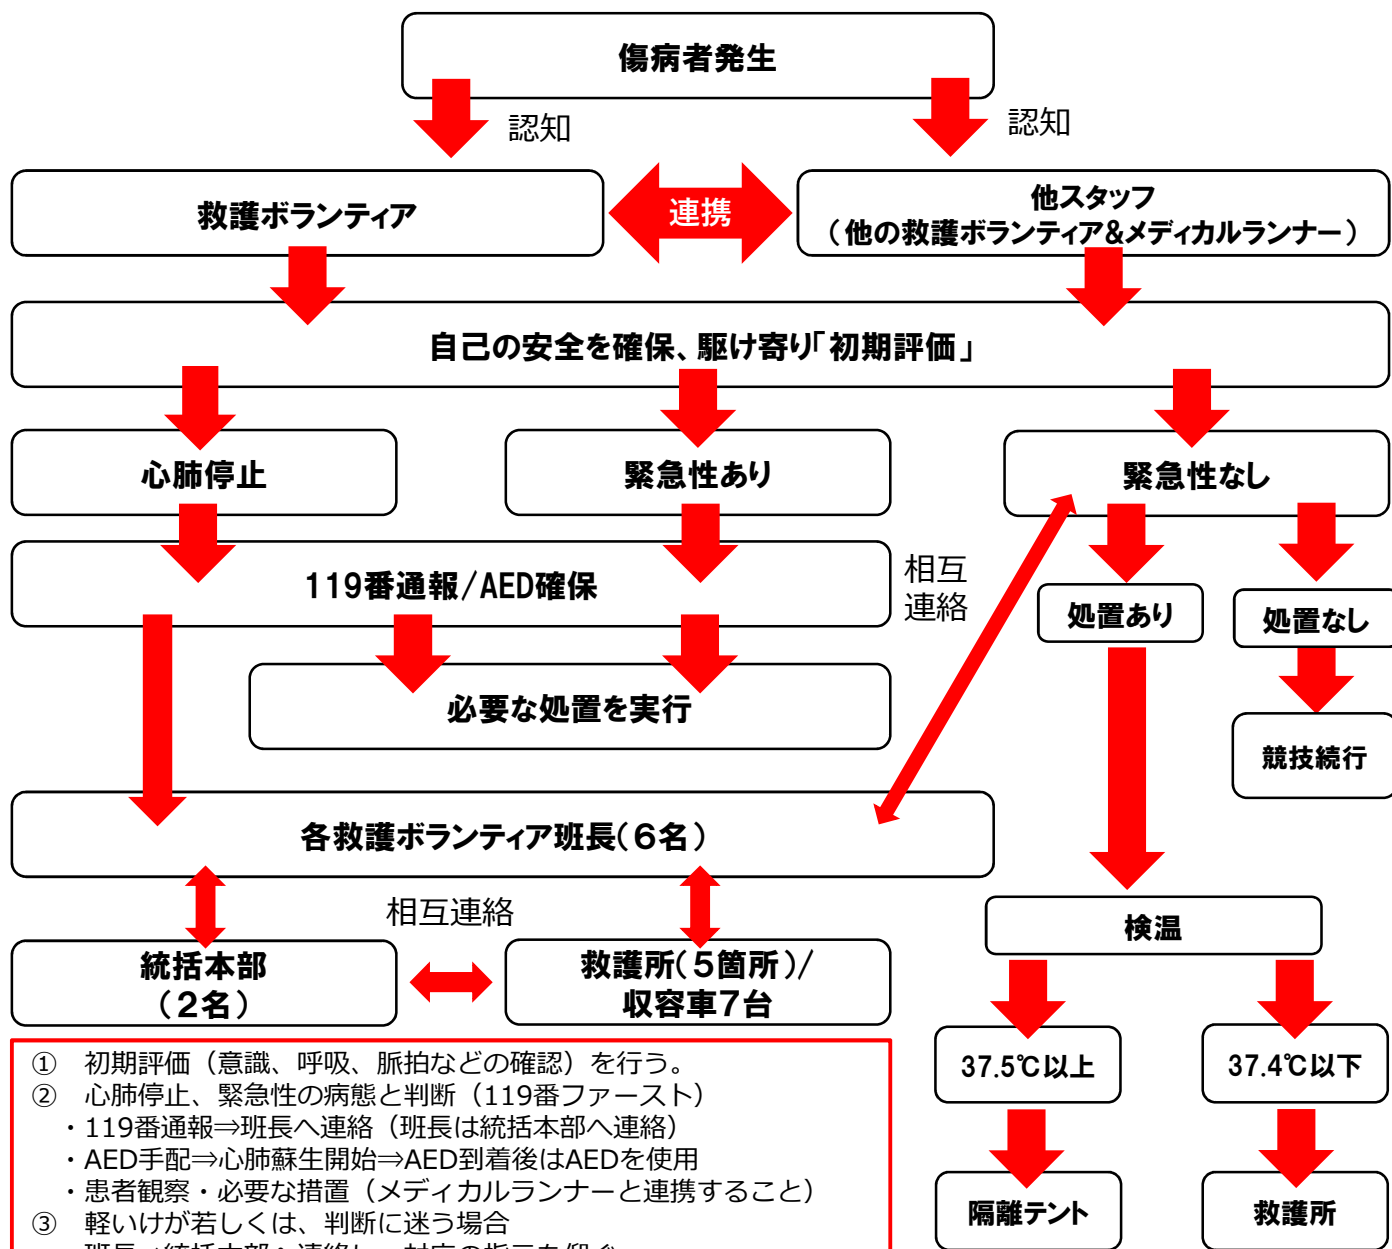 傷病者発生
認知
認知
救護ボランティア
連携
他スタッフ
（他の救護ボランティア&メディカルランナー）
自己の安全を確保、駆け寄り「初期評価」
心肺停止
緊急性あり
緊急性なし
119番通報/AED確保
相互
連絡
処置あり
処置なし
必要な処置を実行
競技続行
各救護ボランティア班長（６名）
相互連絡
検温
統括本部
（２名）
救護所（５箇所）/
収容車７台
37.5℃以上
37.4℃以下
隔離テント
救護所
①　初期評価（意識、呼吸、脈拍などの確認）を行う。
②　心肺停止、緊急性の病態と判断（119番ファースト）
・119番通報⇒班長へ連絡（班長は統括本部へ連絡）
・AED手配⇒心肺蘇生開始⇒AED到着後はAEDを使用
・患者観察・必要な措置（メディカルランナーと連携すること）
③　軽いけが若しくは、判断に迷う場合